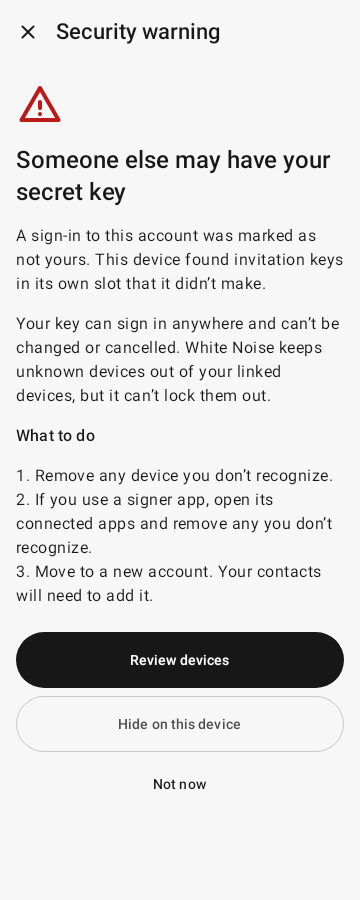 Security warning
Someone else may have your
secret key
A sign-in to this account was marked as
not yours. This device found invitation keys
in its own slot that it didn’t make.
Your key can sign in anywhere and can’t be
changed or cancelled. White Noise keeps
unknown devices out of your linked
devices, but it can’t lock them out.
What to do
1. Remove any device you don’t recognize.
2. If you use a signer app, open its
connected apps and remove any you don’t
recognize.
3. Move to a new account. Your contacts
will need to add it.
Review devices
Hide on this device
Not now